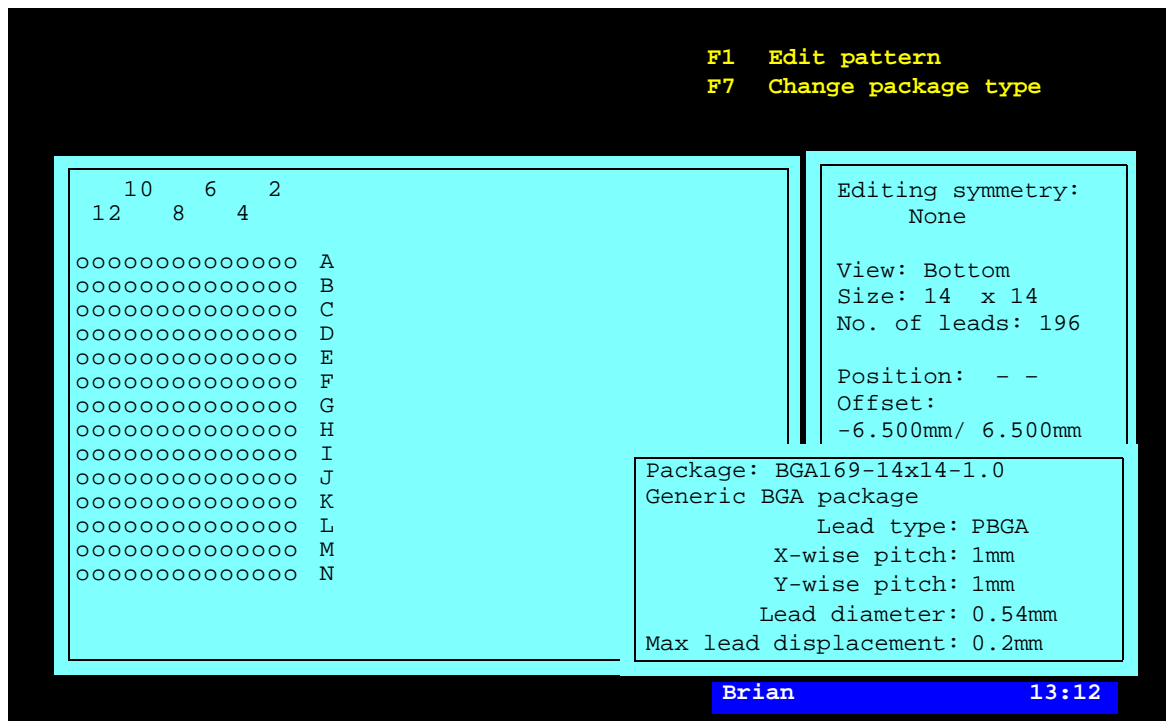 F1 Edit pattern
F7 Change package type
10 6 2
12 8 4
oooooooooooooo A
oooooooooooooo B
oooooooooooooo C
oooooooooooooo D
oooooooooooooo E
oooooooooooooo F
oooooooooooooo G
oooooooooooooo H
oooooooooooooo I
oooooooooooooo J
oooooooooooooo K
oooooooooooooo L
oooooooooooooo M
oooooooooooooo N
Editing symmetry:
None
View: Bottom
Size: 14 x 14
No. of leads: 196
Position: – –
Offset:
-6.500mm/ 6.500mm
Package: BGA169-14x14-1.0
Generic BGA package
Lead type: PBGA
X-wise pitch: 1mm
Y-wise pitch: 1mm
Lead diameter: 0.54mm
Max lead displacement: 0.2mm
Brian 13:12